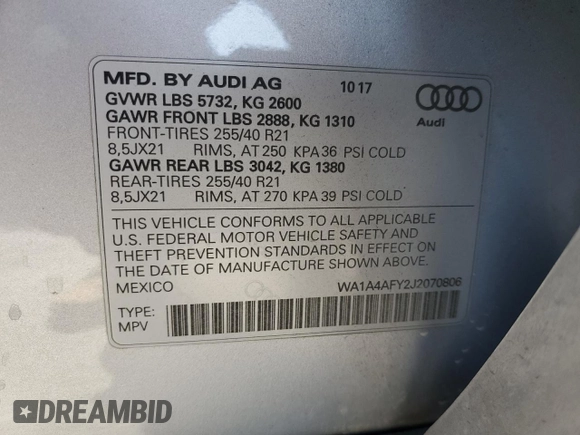 MFD. BY AUDI AG 10 17
GVWR LBS 5732, KG 2600
GAWR FRONT LBS 2888, KG 1310
FRONT-TIRES 255/40 R21
8,5JX21 RIMS, AT 250 KPA 36 PSI COLD
GAWR REAR LBS 3042, KG 1380
REAR-TIRES 255/40 R21
8,5JX21 RIMS, AT 270 KPA 39 PSI COLD
Audi
THIS VEHICLE CONFORMS TO ALL APPLICABLE
U.S. FEDERAL MOTOR VEHICLE SAFETY AND
THEFT PREVENTION STANDARDS IN EFFECT ON
THE DATE OF MANUFACTURE SHOWN ABOVE.
MEXICO WA1A4AFY2J2070806
TYPE:
MPV
DREAMBID